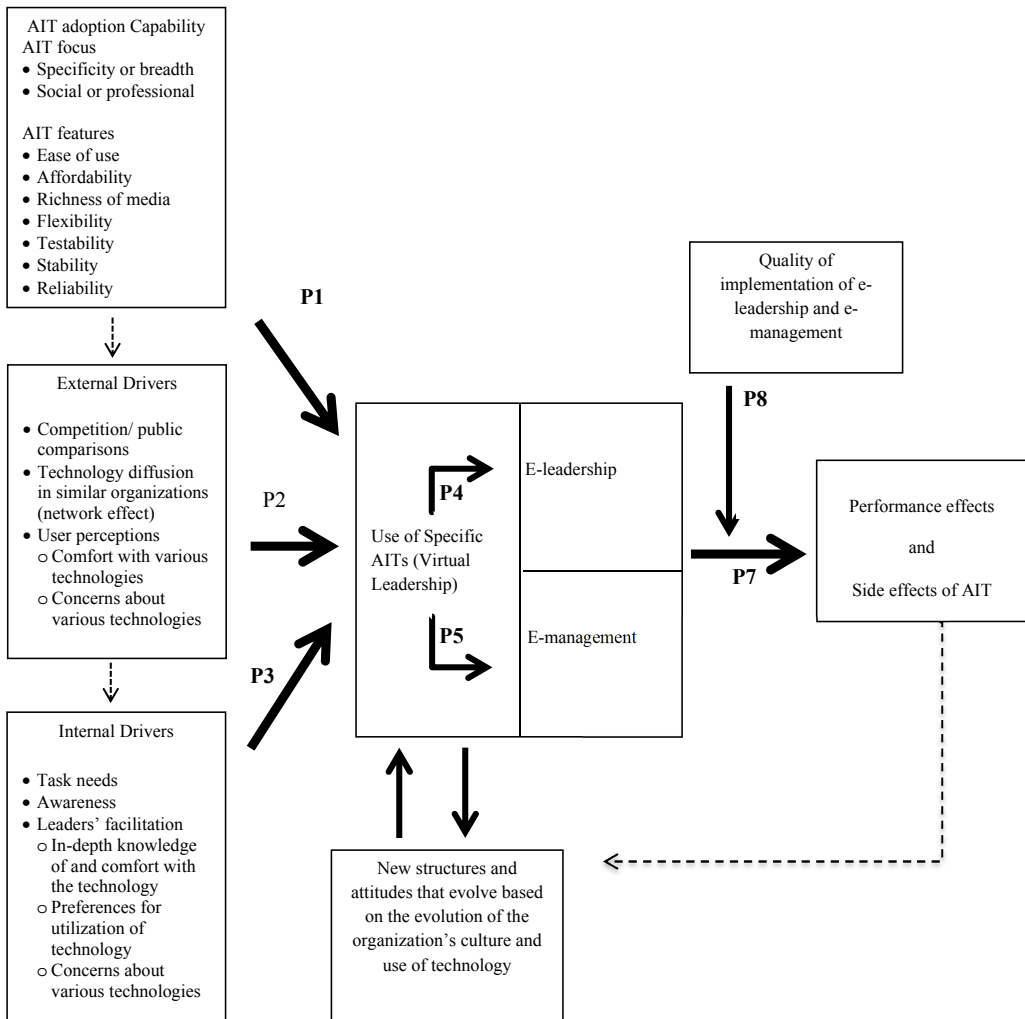 AIT adoption Capability
AIT focus
• Specificity or breadth
• Social or professional
AIT features
• Ease of use
• Affordability
• Richness of media
• Flexibility
• Testability
• Stability
• Reliability
External Drivers
• Competition/ public
comparisons
• Technology diffusion
in similar organizations
(network effect)
• User perceptions
o Comfort with various
technologies
o Concerns about
various technologies
Internal Drivers
• Task needs
• Awareness
• Leaders’ facilitation
o In-depth knowledge
of and comfort with
the technology
o Preferences for
utilization of
technology
o Concerns about
various technologies
P1
P2
P3
Use of Specific
AITs (Virtual
Leadership)
P4
P5
E-leadership
E-management
New structures and
attitudes that evolve based
on the evolution of the
organization’s culture and
use of technology
Quality of
implementation of e-
leadership and e-
management
P8
P7
Performance effects
and
Side effects of AIT